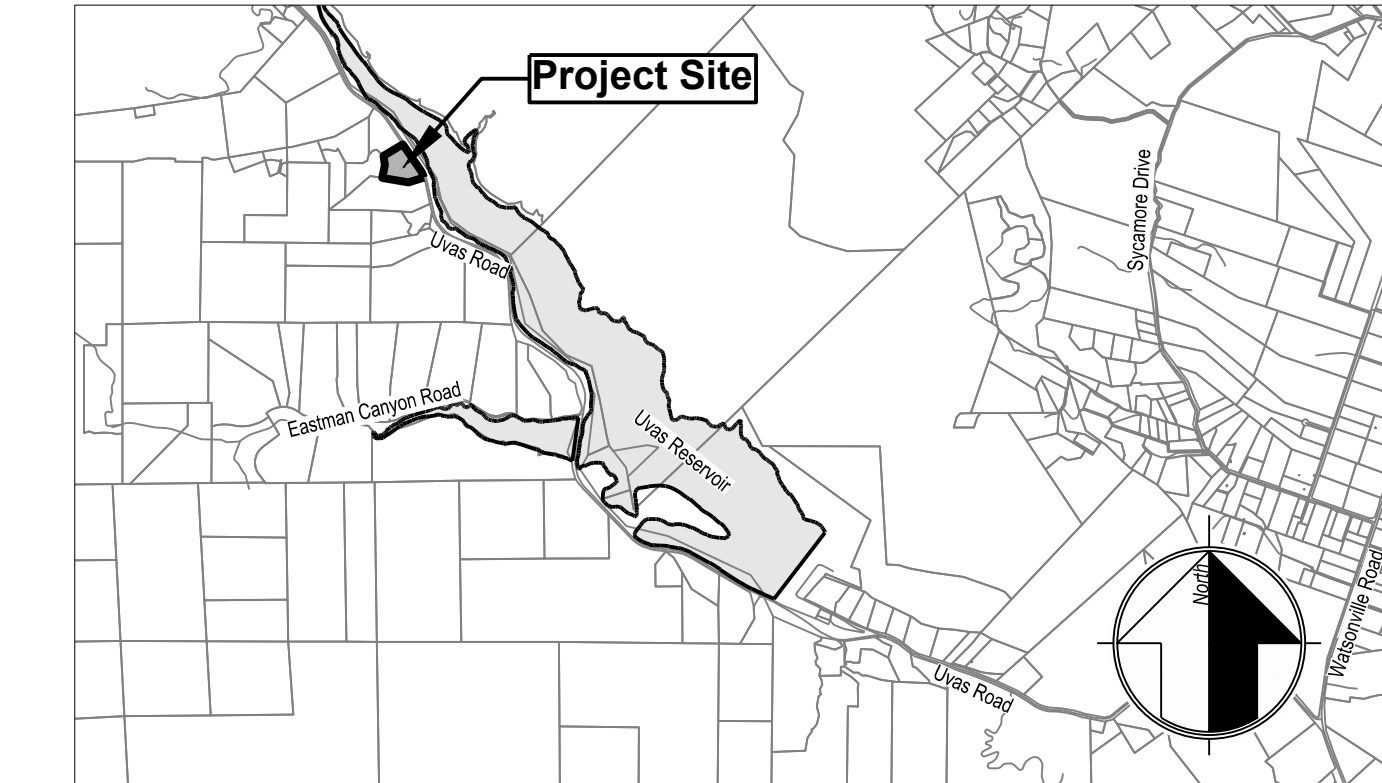 Project Site
Sycamore Drive
Uvas Road
Eastman Canyon Road
Uvas Reservoir
North
Watsonville Road
Uvas Road